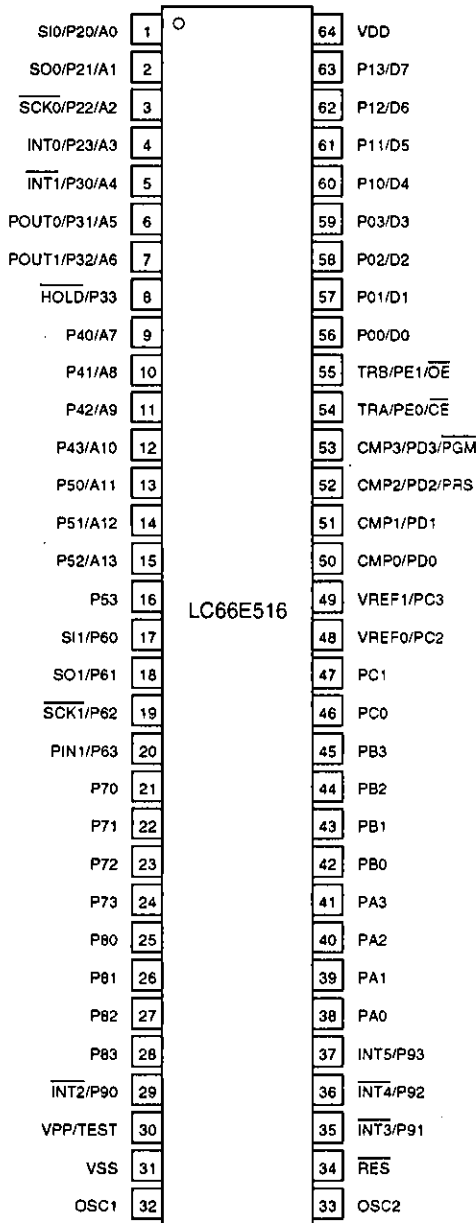 SI0/P20/A0 1 64 VDD
SO0/P21/A1 2 63 P13/D7
SCK0/P22/A2 3 62 P12/D6
INT0/P23/A3 4 61 P11/D5
INT1/P30/A4 5 60 P10/D4
POUT0/P31/A5 6 59 P03/D3
POUT1/P32/A6 7 58 P02/D2
HOLD/P33 8 57 P01/D1
P40/A7 9 56 P00/D0
P41/A8 10 55 TRB/PE1/OE
P42/A9 11 54 TRA/PE0/CE
P43/A10 12 53 CMP3/PD3/PGM
P50/A11 13 52 CMP2/PD2/PRS
P51/A12 14 51 CMP1/PD1
P52/A13 15 50 CMP0/PD0
P53 16 49 VREF1/PC3
LC66E516
SI1/P60 17 48 VREF0/PC2
SO1/P61 18 47 PC1
SCK1/P62 19 46 PC0
PIN1/P63 20 45 PB3
P70 21 44 PB2
P71 22 43 PB1
P72 23 42 PB0
P73 24 41 PA3
P80 25 40 PA2
P81 26 39 PA1
P82 27 38 PA0
P83 28 37 INT5/P93
INT2/P90 29 36 INT4/P92
VPP/TEST 30 35 INT3/P91
VSS 31 34 RES
OSC1 32 33 OSC2